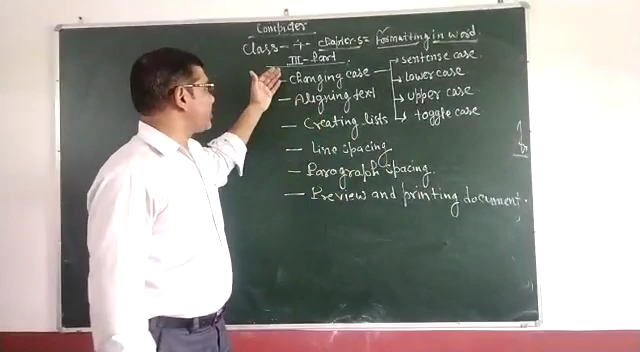 Computer
Class - 4 - Chapter-5= Formatting in word
III - Part
- Changing case - sentense case.
lower case
- Aligning text upper case.
- Creating lists toggle case
- Line spacing
- Paragraph spacing.
- Preview and printing document.